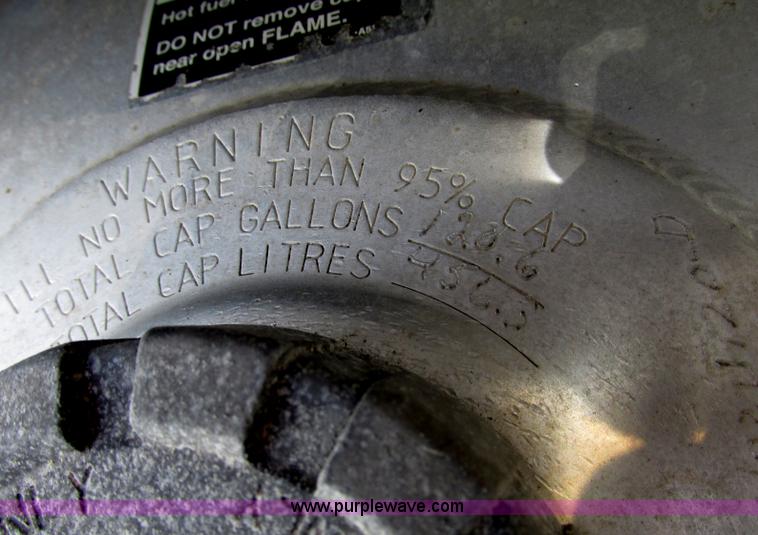 Hot fuel
DO NOT remove
near open FLAME.
WARNING
ILL NO MORE THAN 95% CAP
TOTAL CAP GALLONS 120.6
TOTAL CAP LITRES 456.5
www.purplewave.com